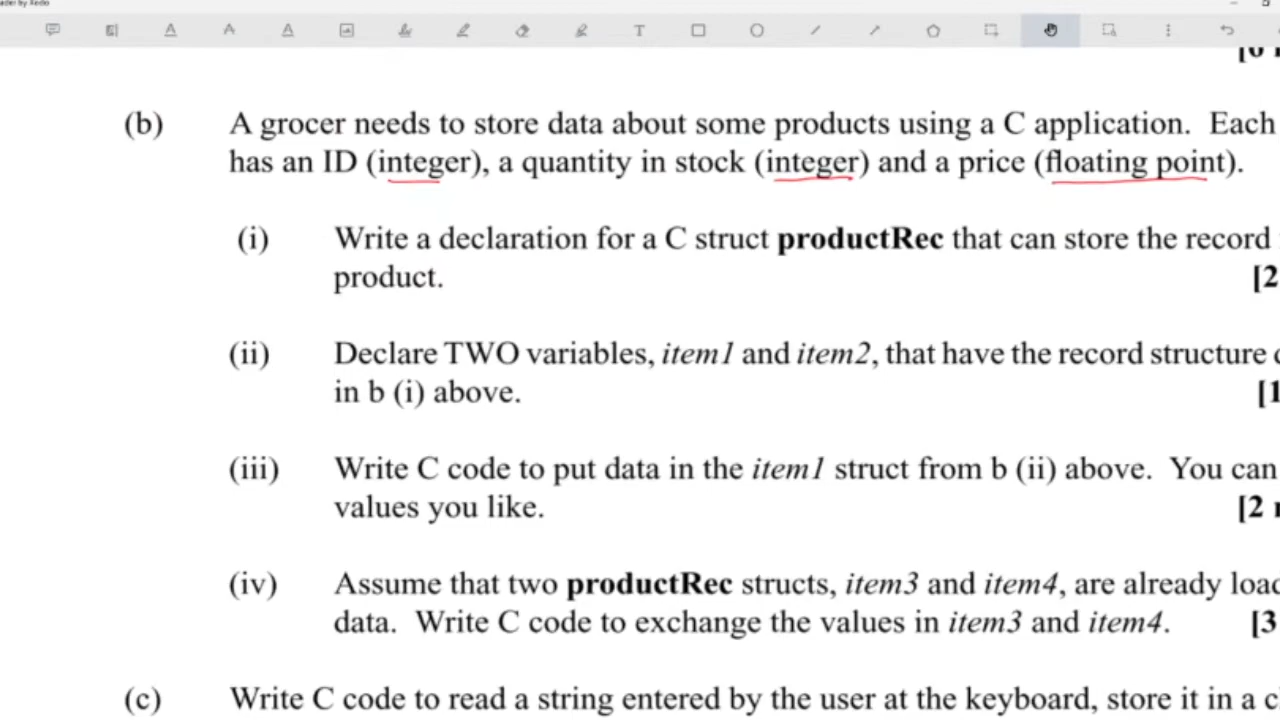 ader by Xedo
(b) A grocer needs to store data about some products using a C application. Each
has an ID (integer), a quantity in stock (integer) and a price (floating point).
(i) Write a declaration for a C struct productRec that can store the record
product. [2
(ii) Declare TWO variables, item1 and item2, that have the record structure
in b (i) above. [1
(iii) Write C code to put data in the item1 struct from b (ii) above. You can
values you like. [2
(iv) Assume that two productRec structs, item3 and item4, are already load
data. Write C code to exchange the values in item3 and item4. [3
(c) Write C code to read a string entered by the user at the keyboard, store it in a c